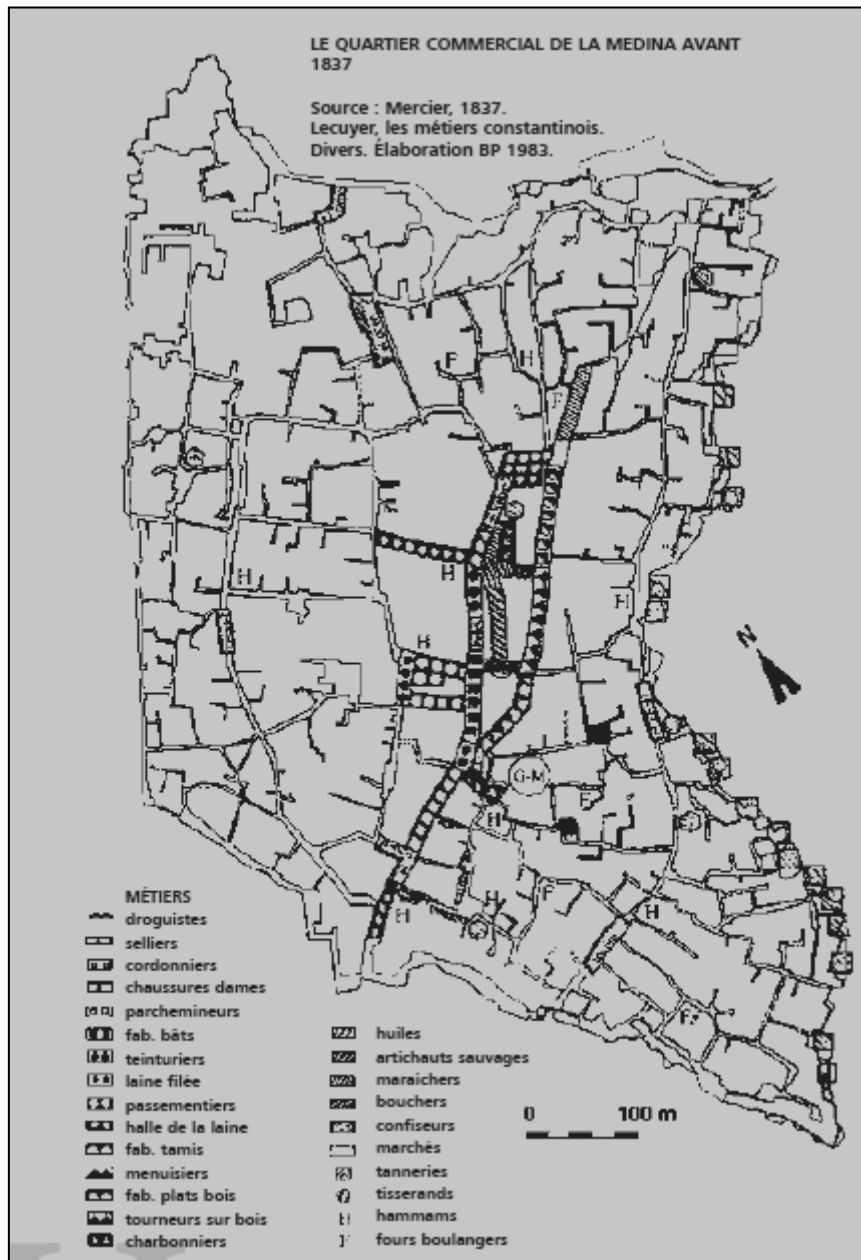 LE QUARTIER COMMERCIAL DE LA MEDINA AVANT
1837
Source : Mercier, 1837.
Lecuyer, les métiers constantinois.
Divers. Élaboration BP 1983.
F
H
F
H
H
H
H
N
G-M
F
H
H
F
H
H
MÉTIERS
droguistes
selliers
cordonniers
chaussures dames
parchemineurs
fab. bâts
teinturiers
laine filée
passementiers
halle de la laine
fab. tamis
menuisiers
fab. plats bois
tourneurs sur bois
charbonniers
huiles
artichauts sauvages
maraichers
bouchers
confiseurs
marchés
tanneries
tisserands
H hammams
F fours boulangers
0 100 m